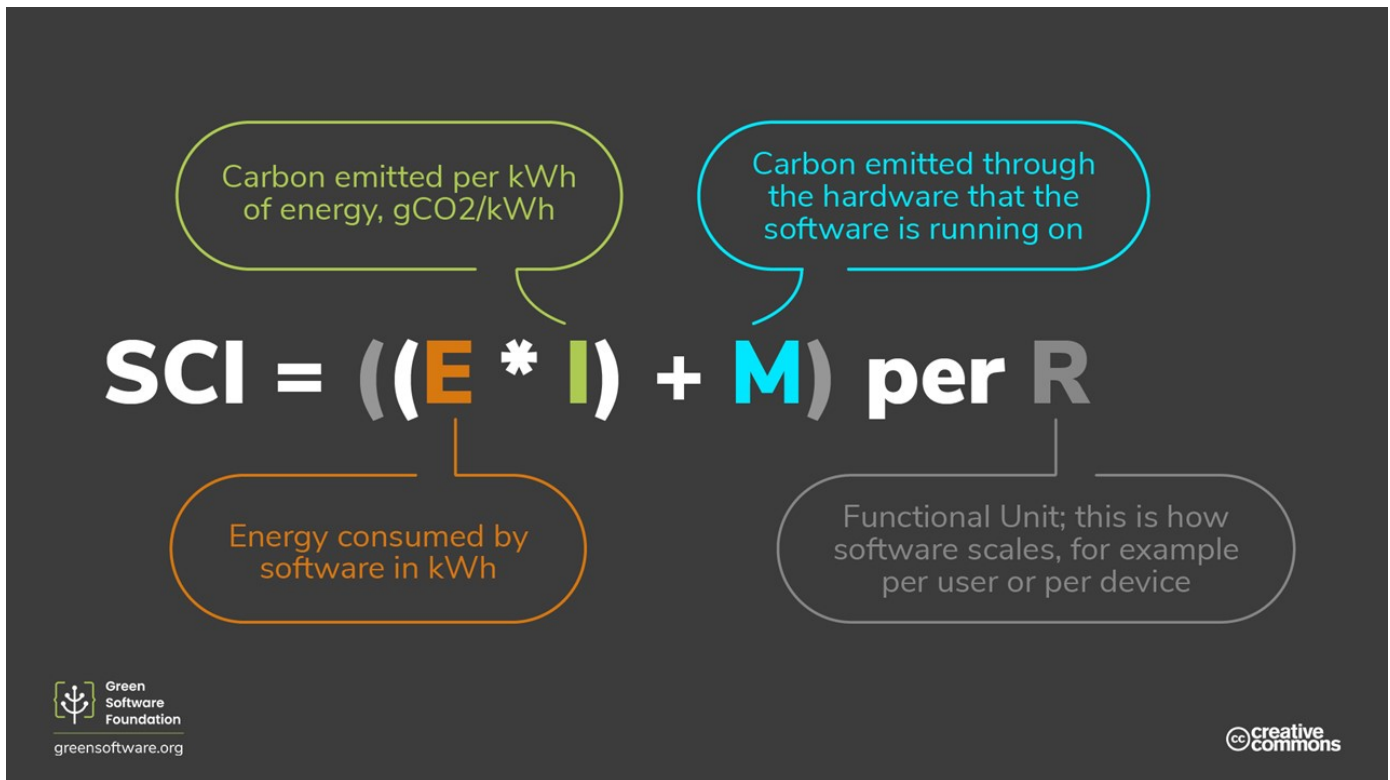 Carbon emitted per kWh
of energy, gCO2/kWh
Carbon emitted through
the hardware that the
software is running on
SCI = ((E * I) + M) per R
Energy consumed by
software in kWh
Functional Unit; this is how
software scales, for example
per user or per device
Green
Software
Foundation
greensoftware.org
cc creative
commons